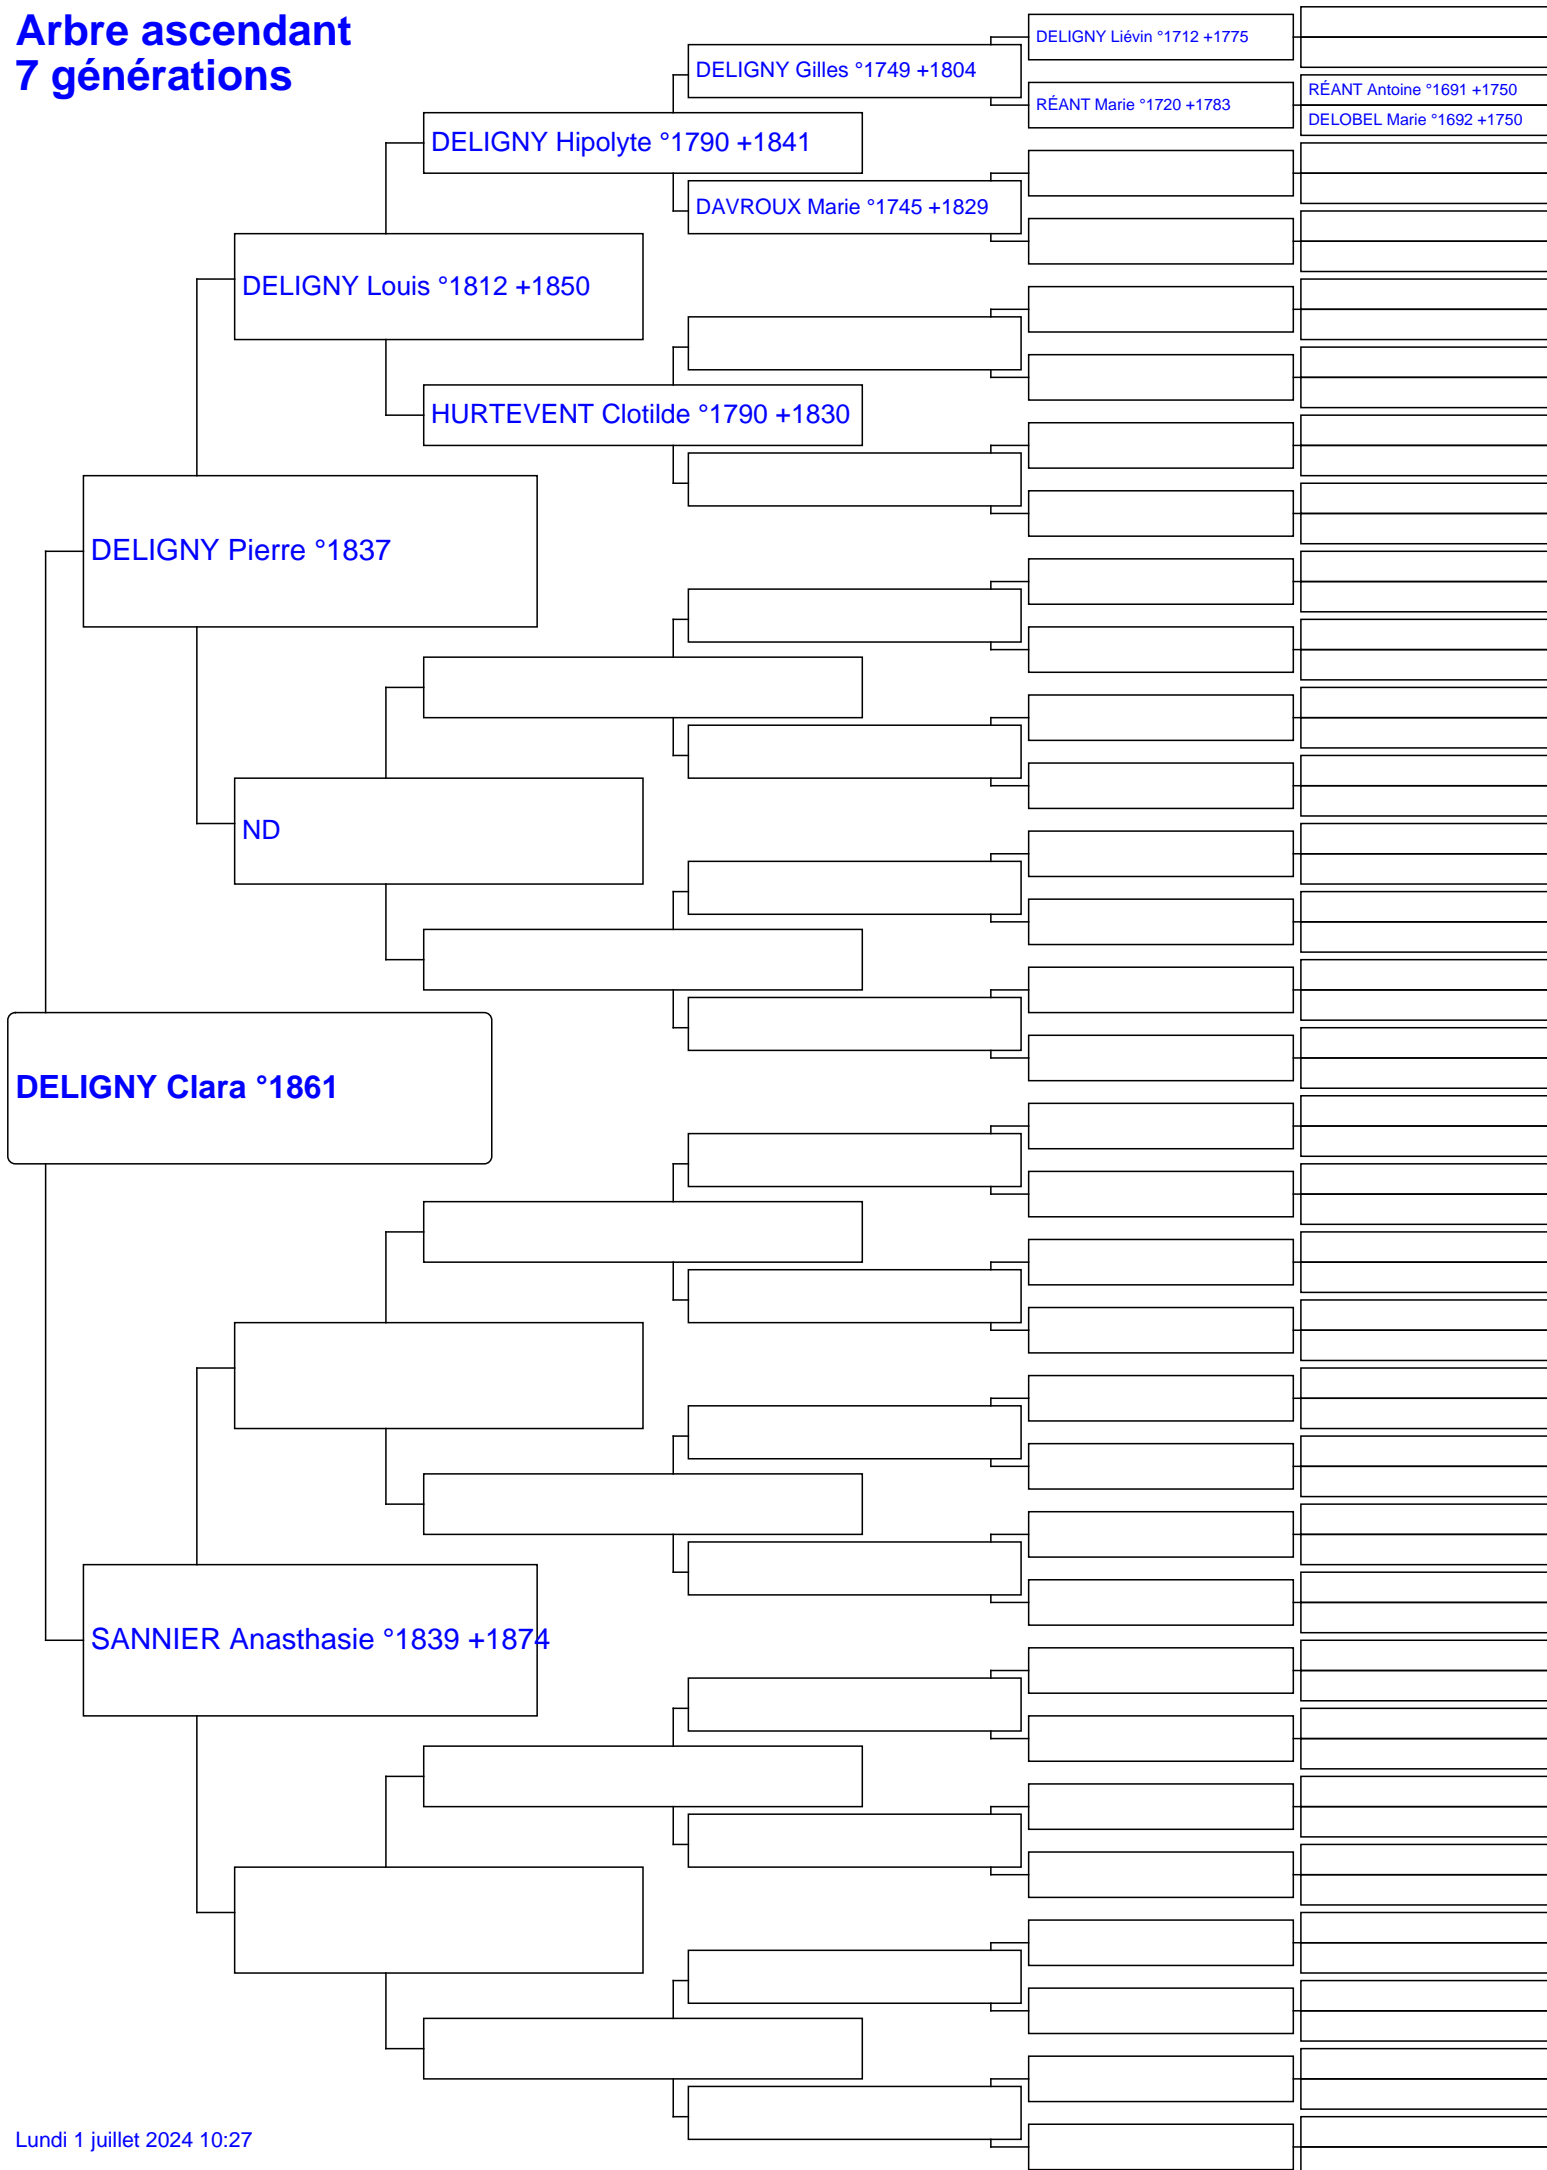 Arbre ascendant
7 générations
DELIGNY Liévin °1712 +1775
DELIGNY Gilles °1749 +1804
RÉANT Antoine °1691 +1750
RÉANT Marie °1720 +1783
DELOBEL Marie °1692 +1750
DELIGNY Hipolyte °1790 +1841
DAVROUX Marie °1745 +1829
DELIGNY Louis °1812 +1850
HURTEVENT Clotilde °1790 +1830
DELIGNY Pierre °1837
ND
DELIGNY Clara °1861
SANNIER Anasthasie °1839 +1874
Lundi 1 juillet 2024 10:27